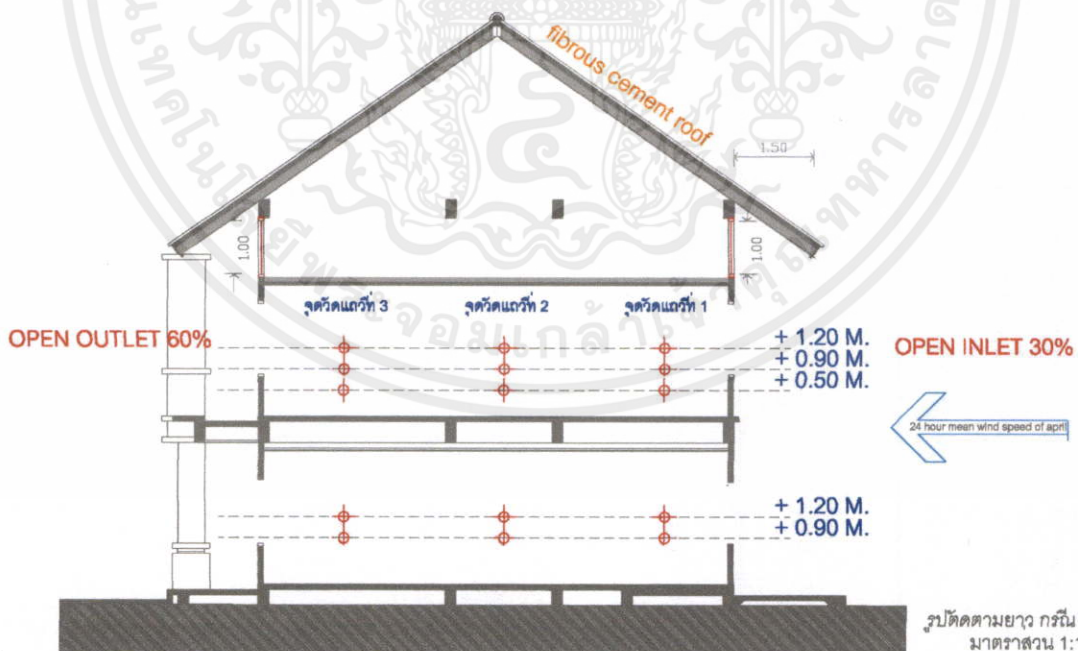 fibrous cement roof
1.50
1.00
1.00
จุดวัดแถวที่ 3
จุดวัดแถวที่ 2
จุดวัดแถวที่ 1
OPEN OUTLET 60%
+ 1.20 M.
OPEN INLET 30%
+ 0.90 M.
+ 0.50 M.
24 hour mean wind speed of april
+ 1.20 M.
+ 0.90 M.
รูปตัดตามยาว กรณี
มาตราสวน 1:1